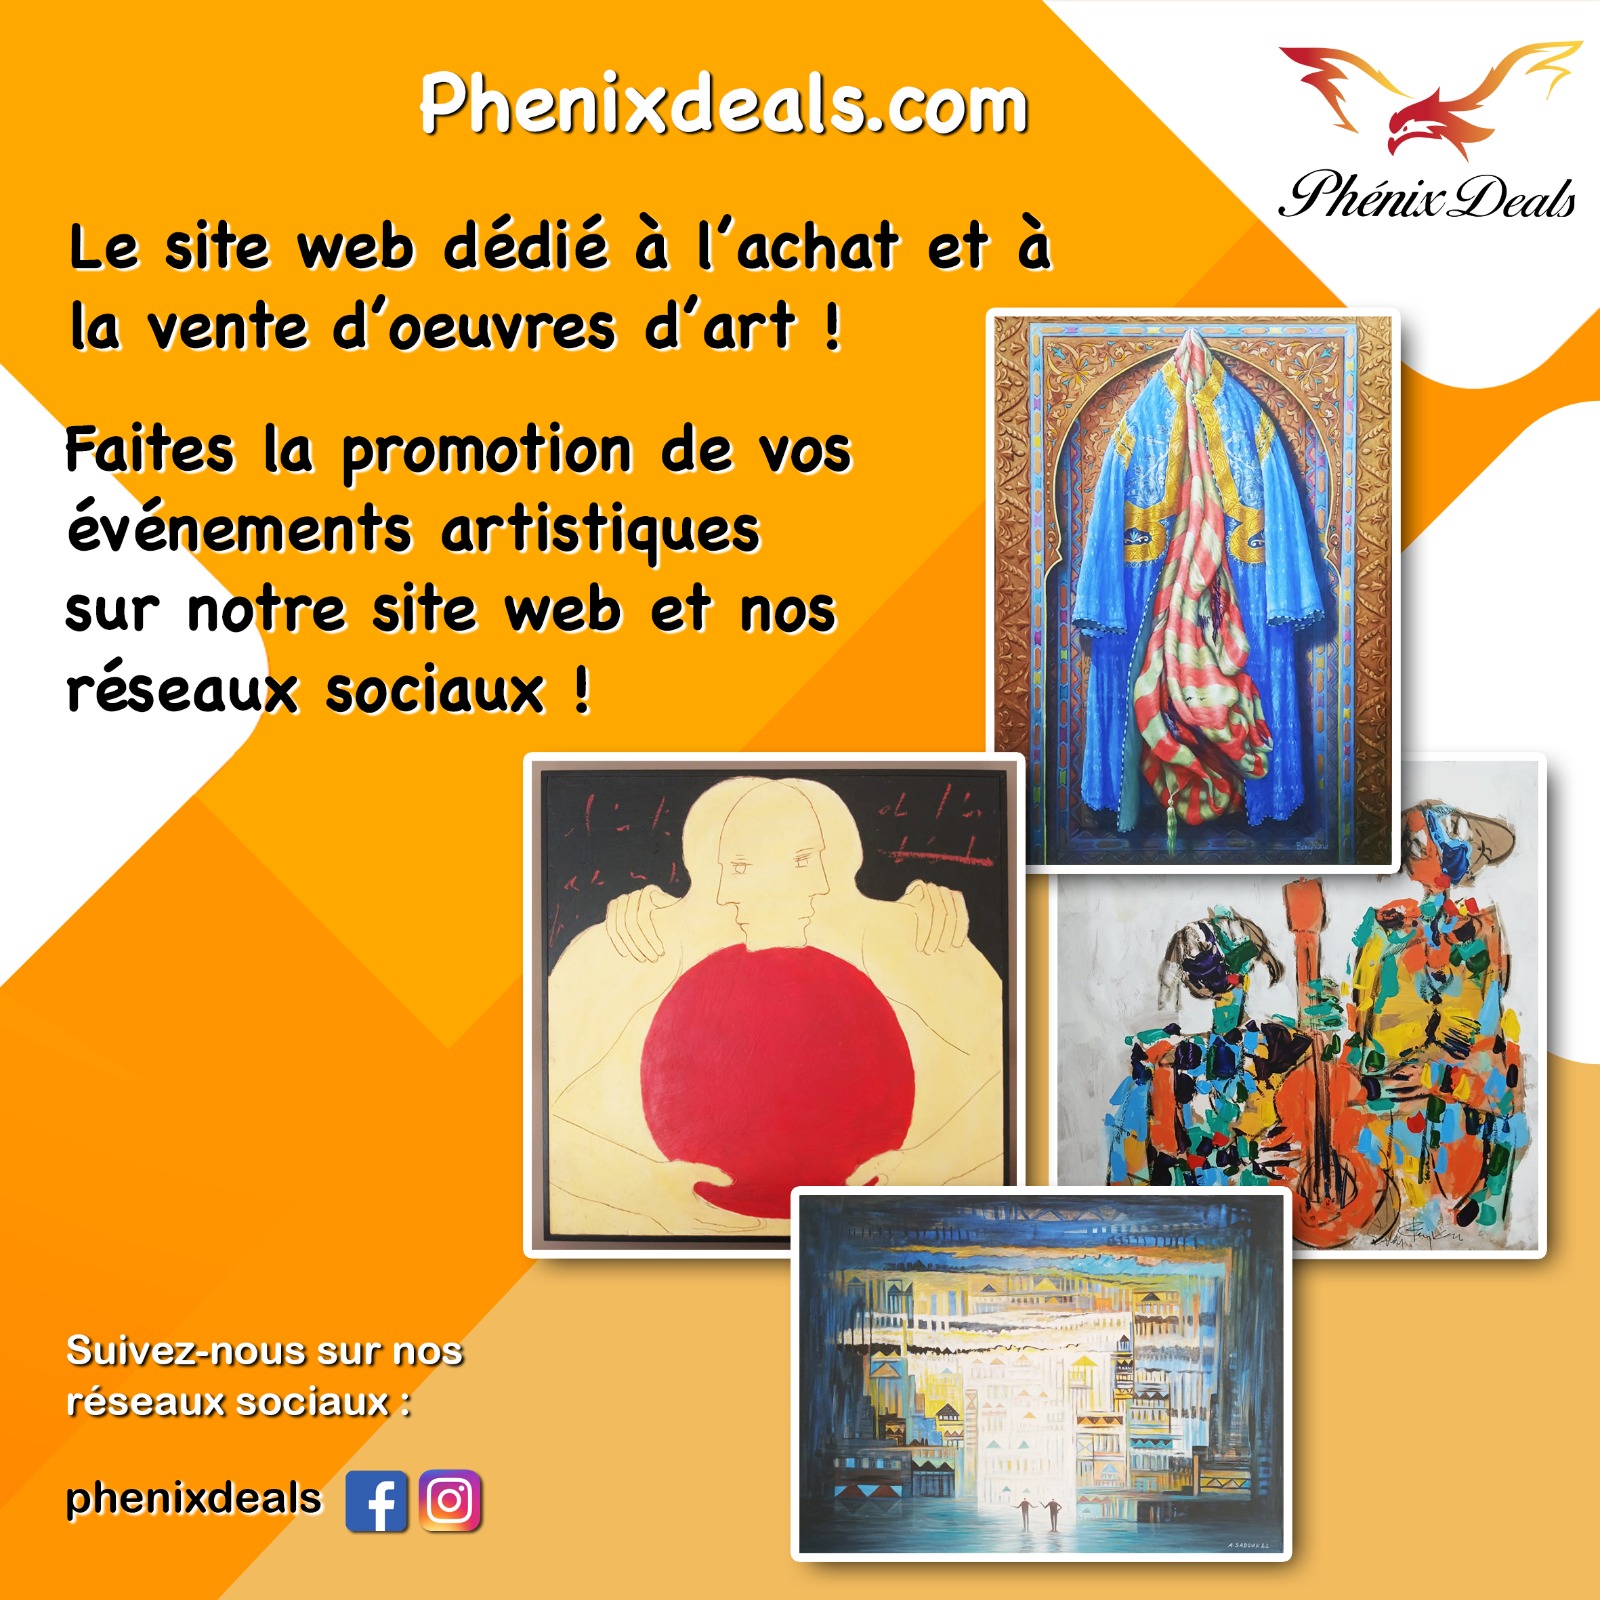 Phenixdeals.com
Phénix Deals
Le site web dédié à l'achat et à
la vente d'oeuvres d'art !
Faites la promotion de vos
événements artistiques
sur notre site web et nos
réseaux sociaux !
A.SADOUK
Suivez-nous sur nos
réseaux sociaux :
phenixdeals